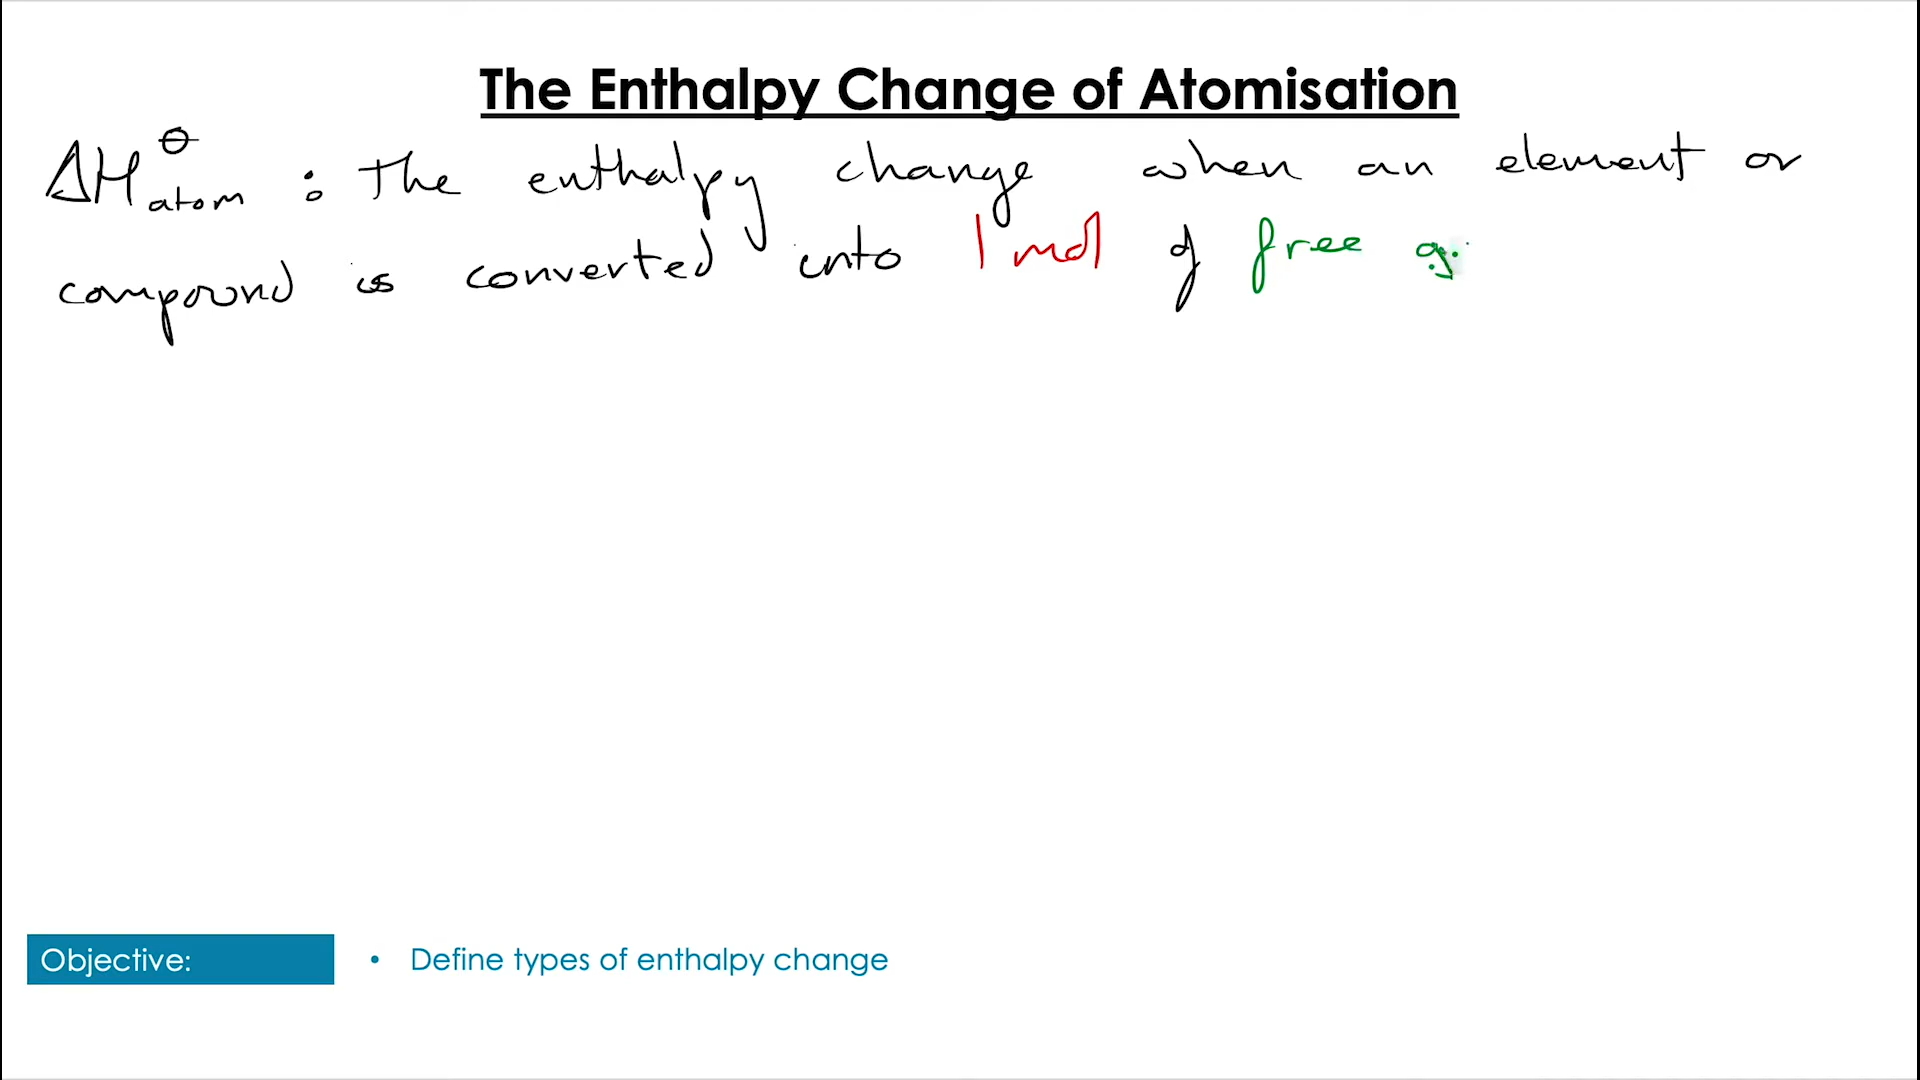 The Enthalpy Change of Atomisation
ΔH⦵atom : The enthalpy change when an element or
compound is converted into 1 mol of free
Objective:
• Define types of enthalpy change